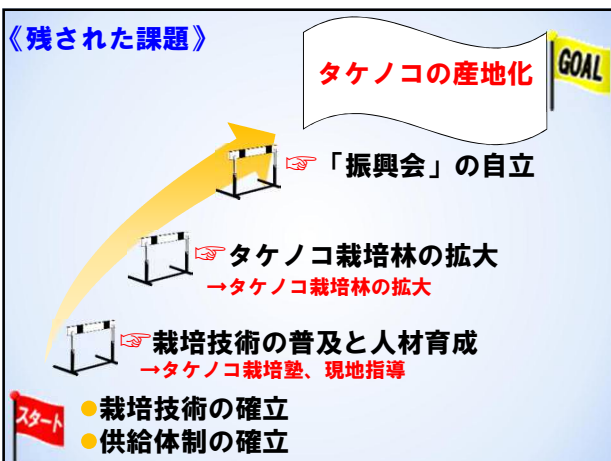 《残された課題》
タケノコの産地化
GOAL
☞「振興会」の自立
☞タケノコ栽培林の拡大
→タケノコ栽培林の拡大
☞栽培技術の普及と人材育成
→タケノコ栽培塾、現地指導
スタート
●栽培技術の確立
●供給体制の確立